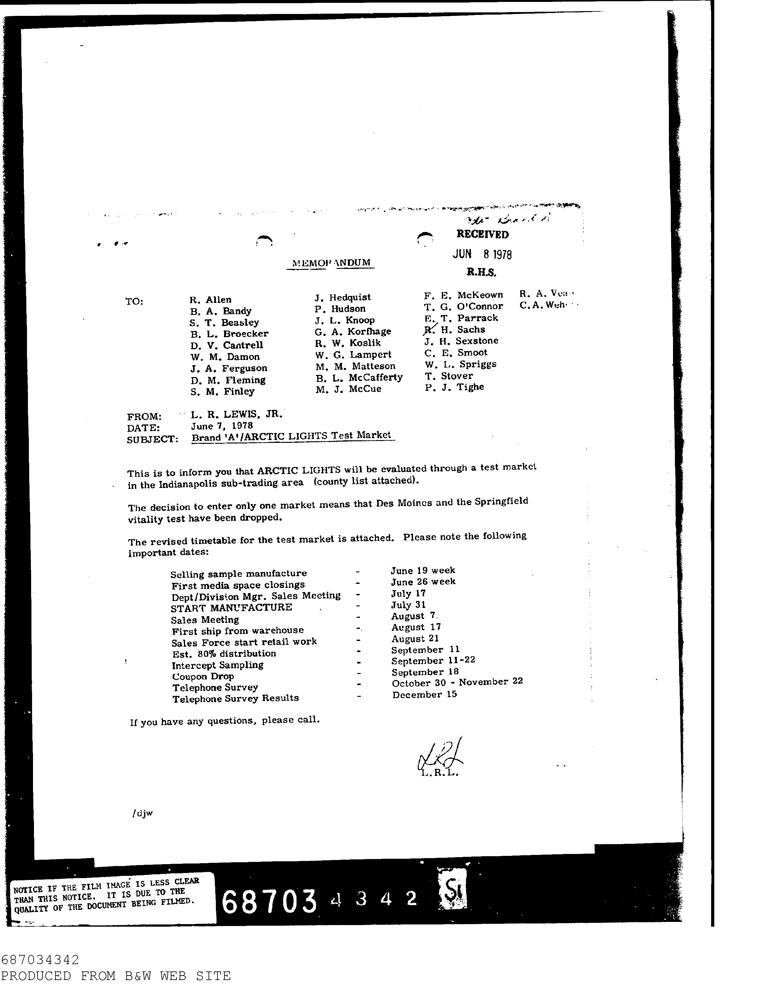 RECEIVED
JUN 8 1978
R.H.S.
MEMORANDUM
TO:
R. Allen
B. A. Bandy
S. T. Beasley
B. L. Broecker
D. V. Cantrell
W. M. Damon
J. A. Ferguson
D. M. Fleming
S. M. Finley
J. Hedquist
P. Hudson
J. L. Knoop
G. A. Korfhage
R. W. Koslik
W. G. Lampert
M. M. Matteson
B. L. McCafferty
M. J. McCue
F. E. McKeown
T. G. O'Connor
E. T. Parrack
R. H. Sachs
J. H. Sexstone
C. E. Smoot
W. L. Spriggs
T. Stover
P. J. Tighe
R. A.
C. A.
FROM: L. R. LEWIS, JR.
DATE: June 7, 1978
SUBJECT: Brand 'A'/ARCTIC LIGHTS Test Market
This is to inform you that ARCTIC LIGHTS will be evaluated through a test market
in the Indianapolis sub-trading area (county list attached).
The decision to enter only one market means that Des Moines and the Springfield
vitality test have been dropped.
The revised timetable for the test market is attached. Please note the following
important dates:
Selling sample manufacture - June 19 week
First media space closings - June 26 week
Dept/Division Mgr. Sales Meeting - July 17
START MANUFACTURE - July 31
Sales Meeting - August 7
First ship from warehouse - August 17
Sales Force start retail work - August 21
Est. 80% distribution - September 11
Intercept Sampling - September 11-22
Coupon Drop - September 18
Telephone Survey - October 30 - November 22
Telephone Survey Results - December 15
If you have any questions, please call.
LRL
L.R.L.
/djw
NOTICE IF THE FILM IMAGE IS LESS CLEAR
THAN THIS NOTICE. IT IS DUE TO THE
QUALITY OF THE DOCUMENT BEING FILMED.
68703 4342
687034342
PRODUCED FROM B&W WEB SITE